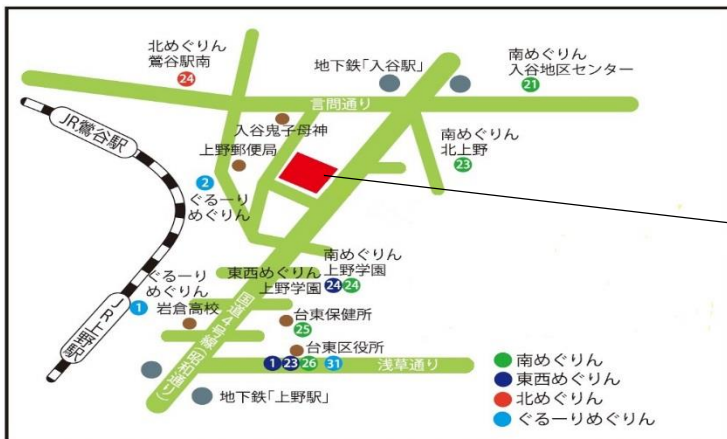 北めぐりん
鶯谷駅南
24
地下鉄「入谷駅」
南めぐりん
入谷地区センター
21
言問通り
JR鶯谷駅
入谷鬼子母神
上野郵便局
南めぐりん
北上野
23
2
ぐるーり
めぐりん
南めぐりん
上野学園
24
東西めぐりん
上野学園
24
ぐるーり
めぐりん
1
岩倉高校
JR上野駅
国道4号線(昭和通り)
台東保健所
25
台東区役所
1 23 26 31
浅草通り
地下鉄「上野駅」
南めぐりん
東西めぐりん
北めぐりん
ぐるーりめぐりん